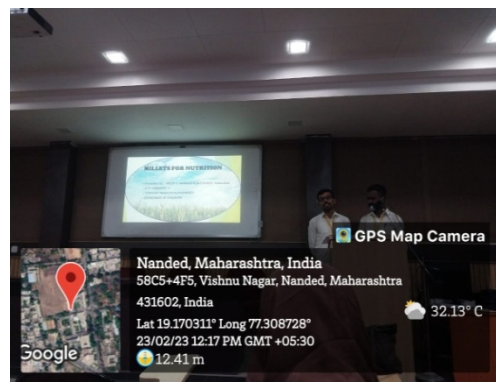 MILLETS FOR NUTRITION
GPS Map Camera
Nanded, Maharashtra, India
58C5+4F5, Vishnu Nagar, Nanded, Maharashtra
431602, India
Lat 19.170311° Long 77.308728°
23/02/23 12:17 PM GMT +05:30
12.41 m
32.13° C
Google